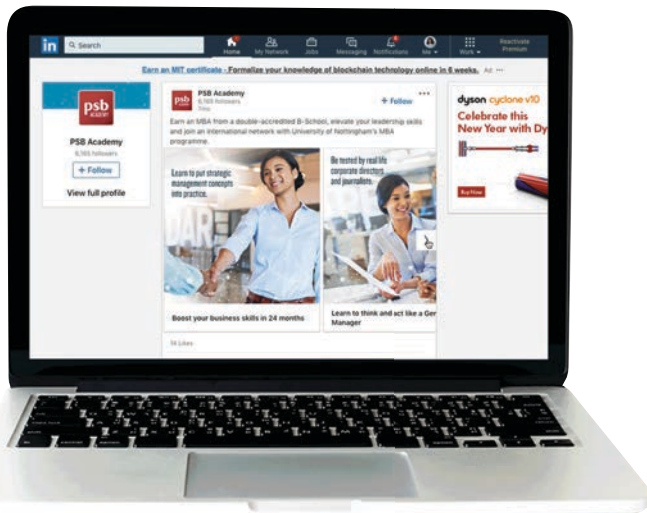 in
Search
Home
My Network
Jobs
Messaging
Notifications
Me
Work
Reactivate
Premium
Earn an MIT certificate - Formalize your knowledge of blockchain technology online in 6 weeks. Ad ···
psb
ACADEMY
PSB Academy
+ Follow
View full profile
psb
PSB Academy
+ Follow
Earn an MBA from a double-accredited B-School, elevate your leadership skills
and join an international network with University of Nottingham's MBA
programme.
Learn to put strategic
management concepts
into practice.
Boost your business skills in 24 months
Be tested by real life
corporate directors
and journalists.
Learn to think and act like a Ger
Manager
14 Likes
dyson cyclone v10
Celebrate this
New Year with Dy
Buy Now